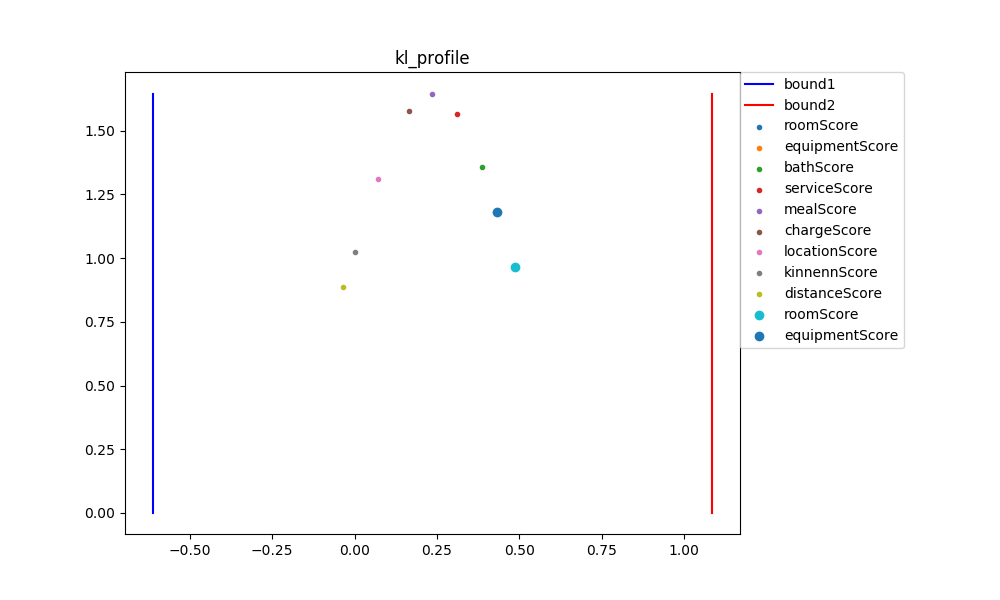 kl_profile
bound1
bound2
roomScore
equipmentScore
bathScore
serviceScore
mealScore
chargeScore
locationScore
kinnennScore
distanceScore
roomScore
equipmentScore
1.50
1.25
1.00
0.75
0.50
0.25
0.00
−0.50 −0.25 0.00 0.25 0.50 0.75 1.00